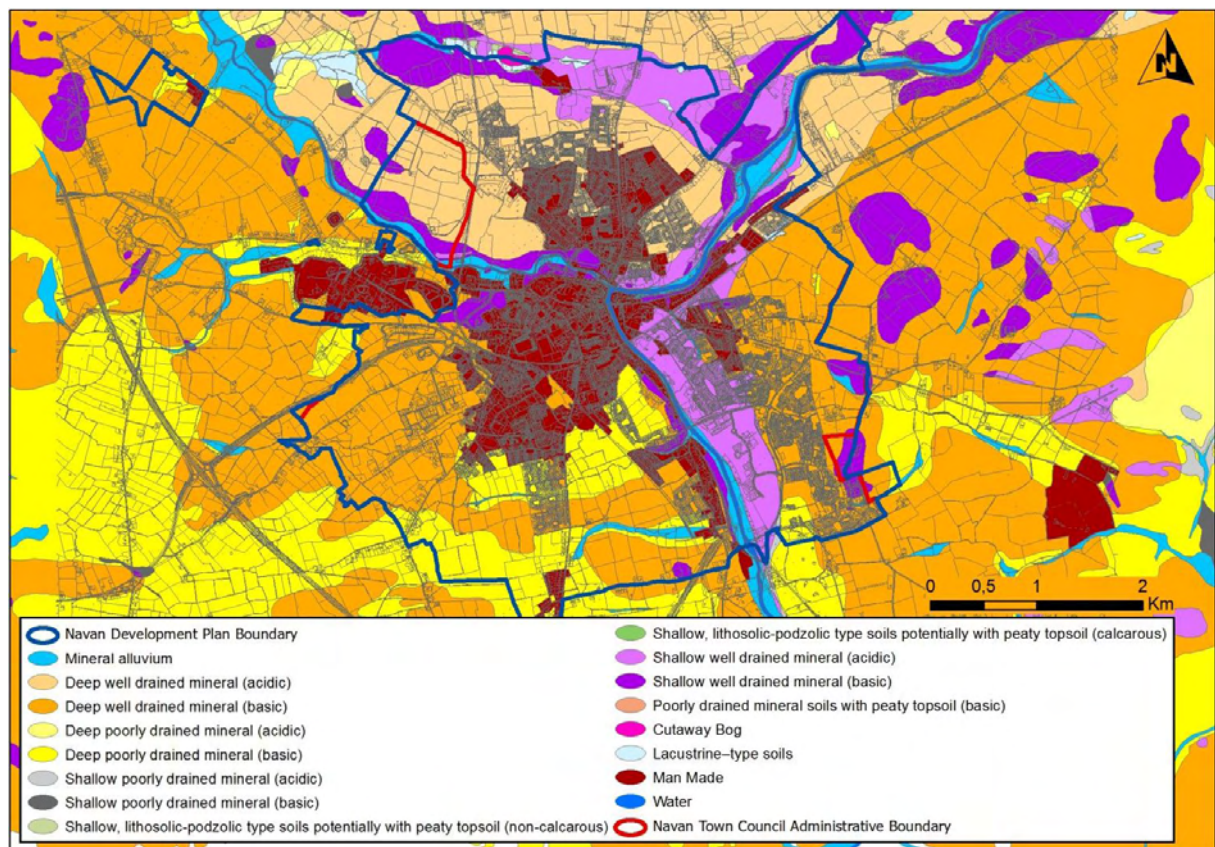 N
0 0,5 1 2
Km
Navan Development Plan Boundary
Mineral alluvium
Deep well drained mineral (acidic)
Deep well drained mineral (basic)
Deep poorly drained mineral (acidic)
Deep poorly drained mineral (basic)
Shallow poorly drained mineral (acidic)
Shallow poorly drained mineral (basic)
Shallow, lithosolic-podzolic type soils potentially with peaty topsoil (non-calcarous)
Shallow, lithosolic-podzolic type soils potentially with peaty topsoil (calcarous)
Shallow well drained mineral (acidic)
Shallow well drained mineral (basic)
Poorly drained mineral soils with peaty topsoil (basic)
Cutaway Bog
Lacustrine–type soils
Man Made
Water
Navan Town Council Administrative Boundary